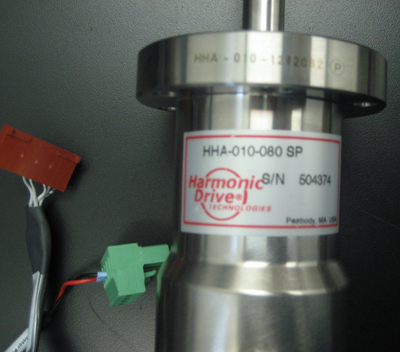 HHA-010-080 SP
Harmonic S/N 504374
Drive®
TECHNOLOGIES
Peabody, MA USA